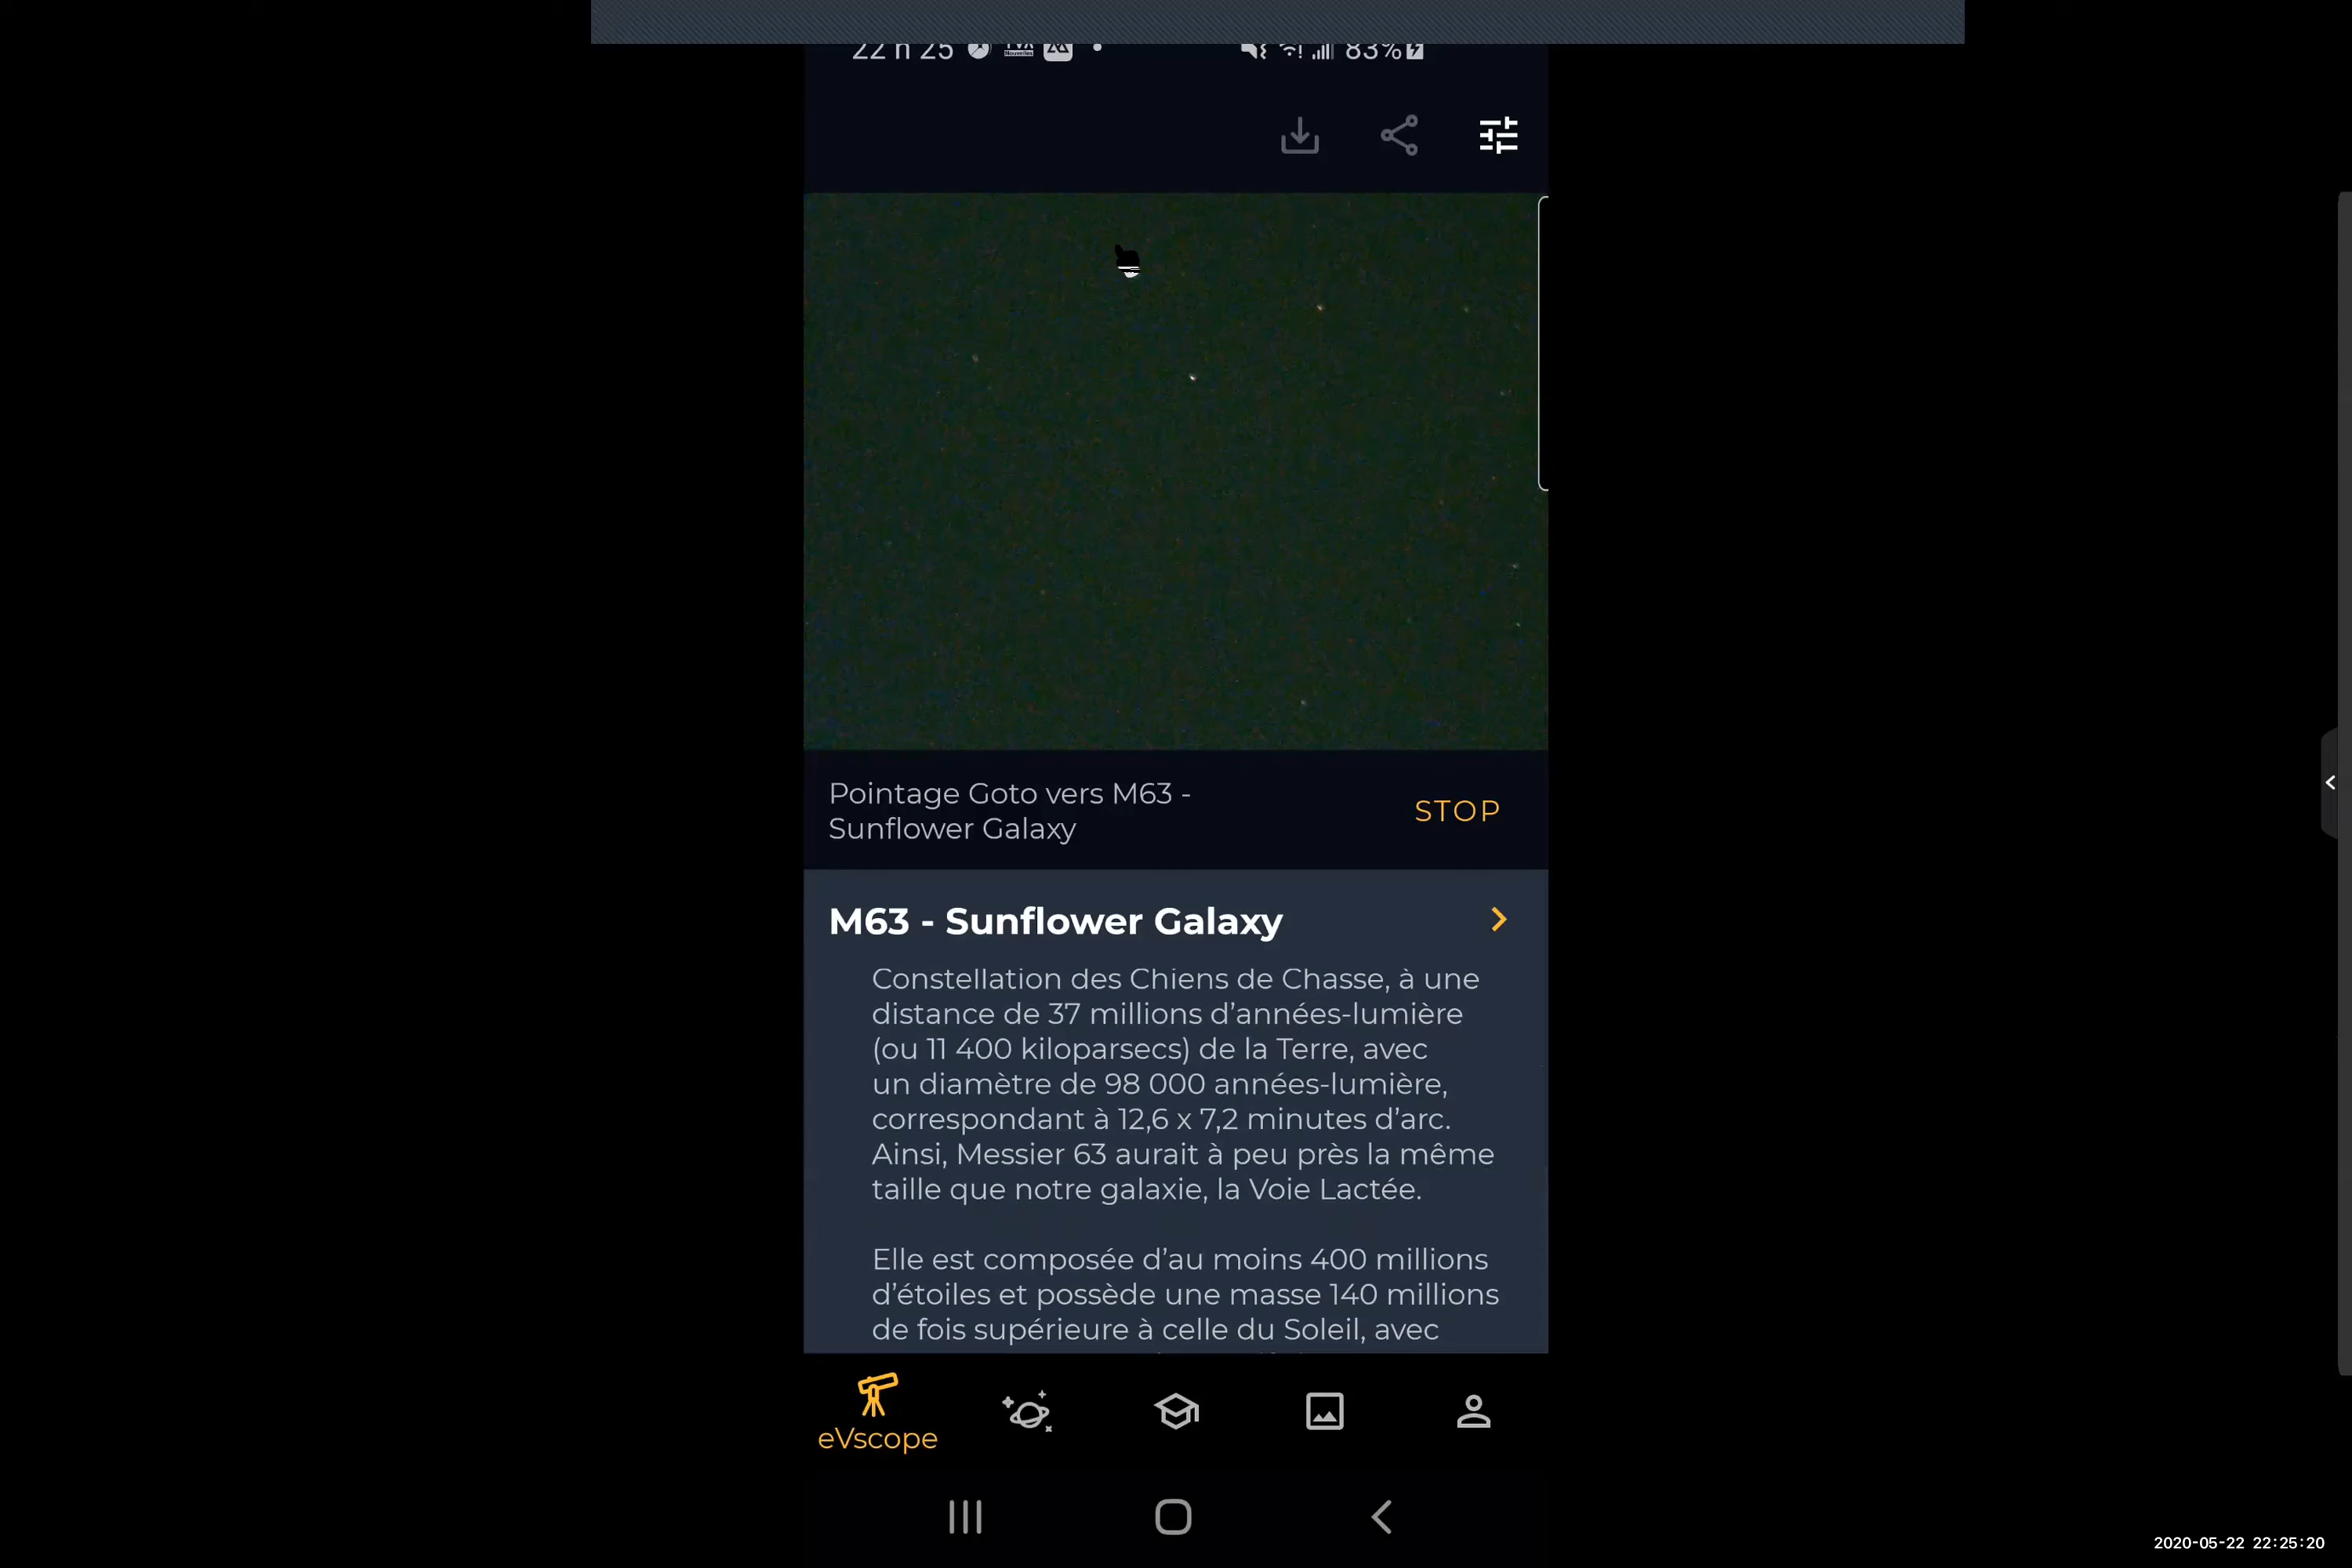 22 h 25 83%
Pointage Goto vers M63 -
Sunflower Galaxy
STOP
M63 - Sunflower Galaxy
Constellation des Chiens de Chasse, à une
distance de 37 millions d’années-lumière
(ou 11 400 kiloparsecs) de la Terre, avec
un diamètre de 98 000 années-lumière,
correspondant à 12,6 x 7,2 minutes d’arc.
Ainsi, Messier 63 aurait à peu près la même
taille que notre galaxie, la Voie Lactée.
Elle est composée d’au moins 400 millions
d’étoiles et possède une masse 140 millions
de fois supérieure à celle du Soleil, avec
eVscope
2020-05-22 22:25:20